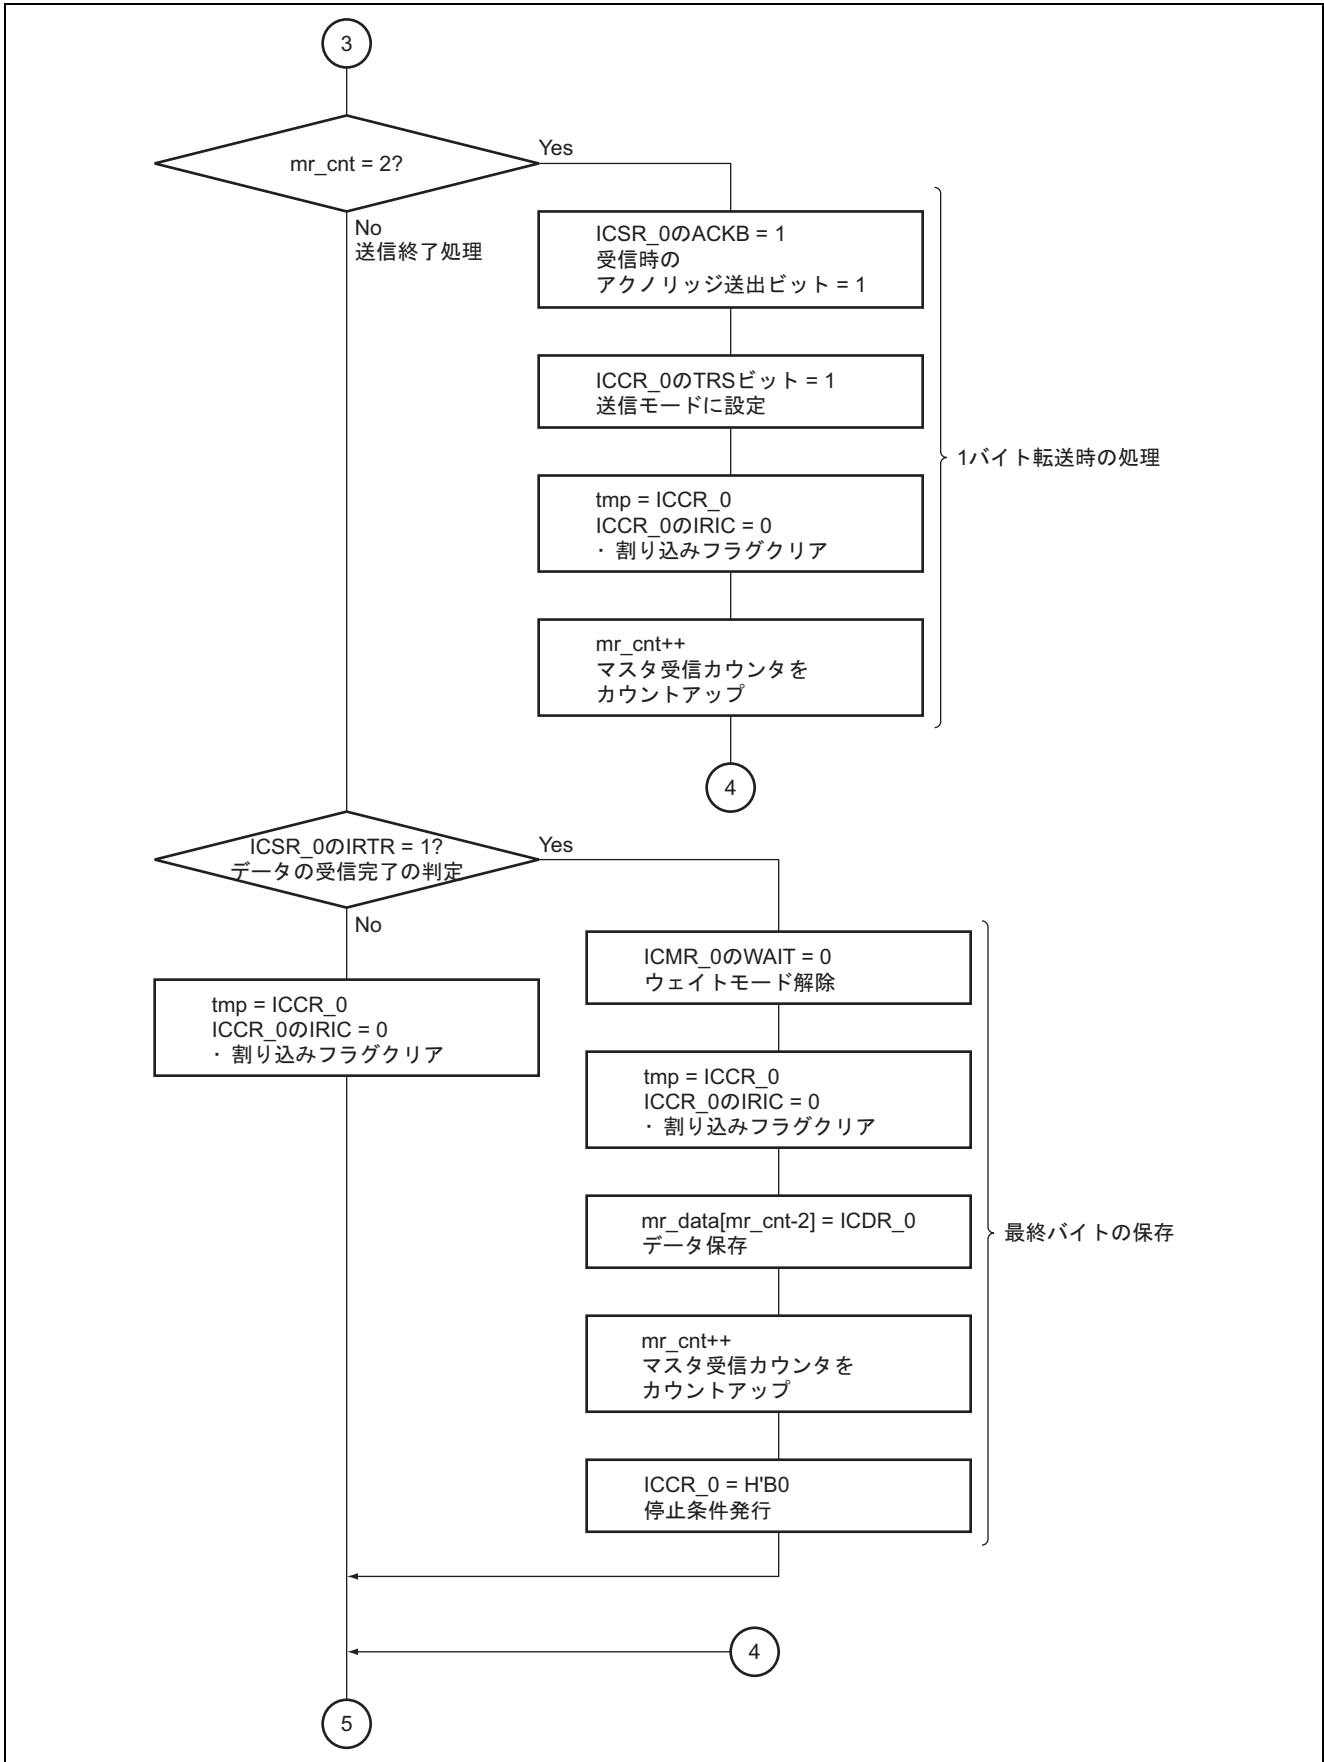 3
mr_cnt = 2?
Yes
No
送信終了処理
ICSR_0のACKB = 1
受信時の
アクノリッジ送出ビット = 1
ICCR_0のTRSビット = 1
送信モードに設定
tmp = ICCR_0
ICCR_0のIRIC = 0
・割り込みフラグクリア
mr_cnt++
マスタ受信カウンタを
カウントアップ
1バイト転送時の処理
4
ICSR_0のIRTR = 1?
データの受信完了の判定
Yes
No
tmp = ICCR_0
ICCR_0のIRIC = 0
・割り込みフラグクリア
ICMR_0のWAIT = 0
ウェイトモード解除
tmp = ICCR_0
ICCR_0のIRIC = 0
・割り込みフラグクリア
mr_data[mr_cnt-2] = ICDR_0
データ保存
mr_cnt++
マスタ受信カウンタを
カウントアップ
ICCR_0 = H'B0
停止条件発行
最終バイトの保存
4
5